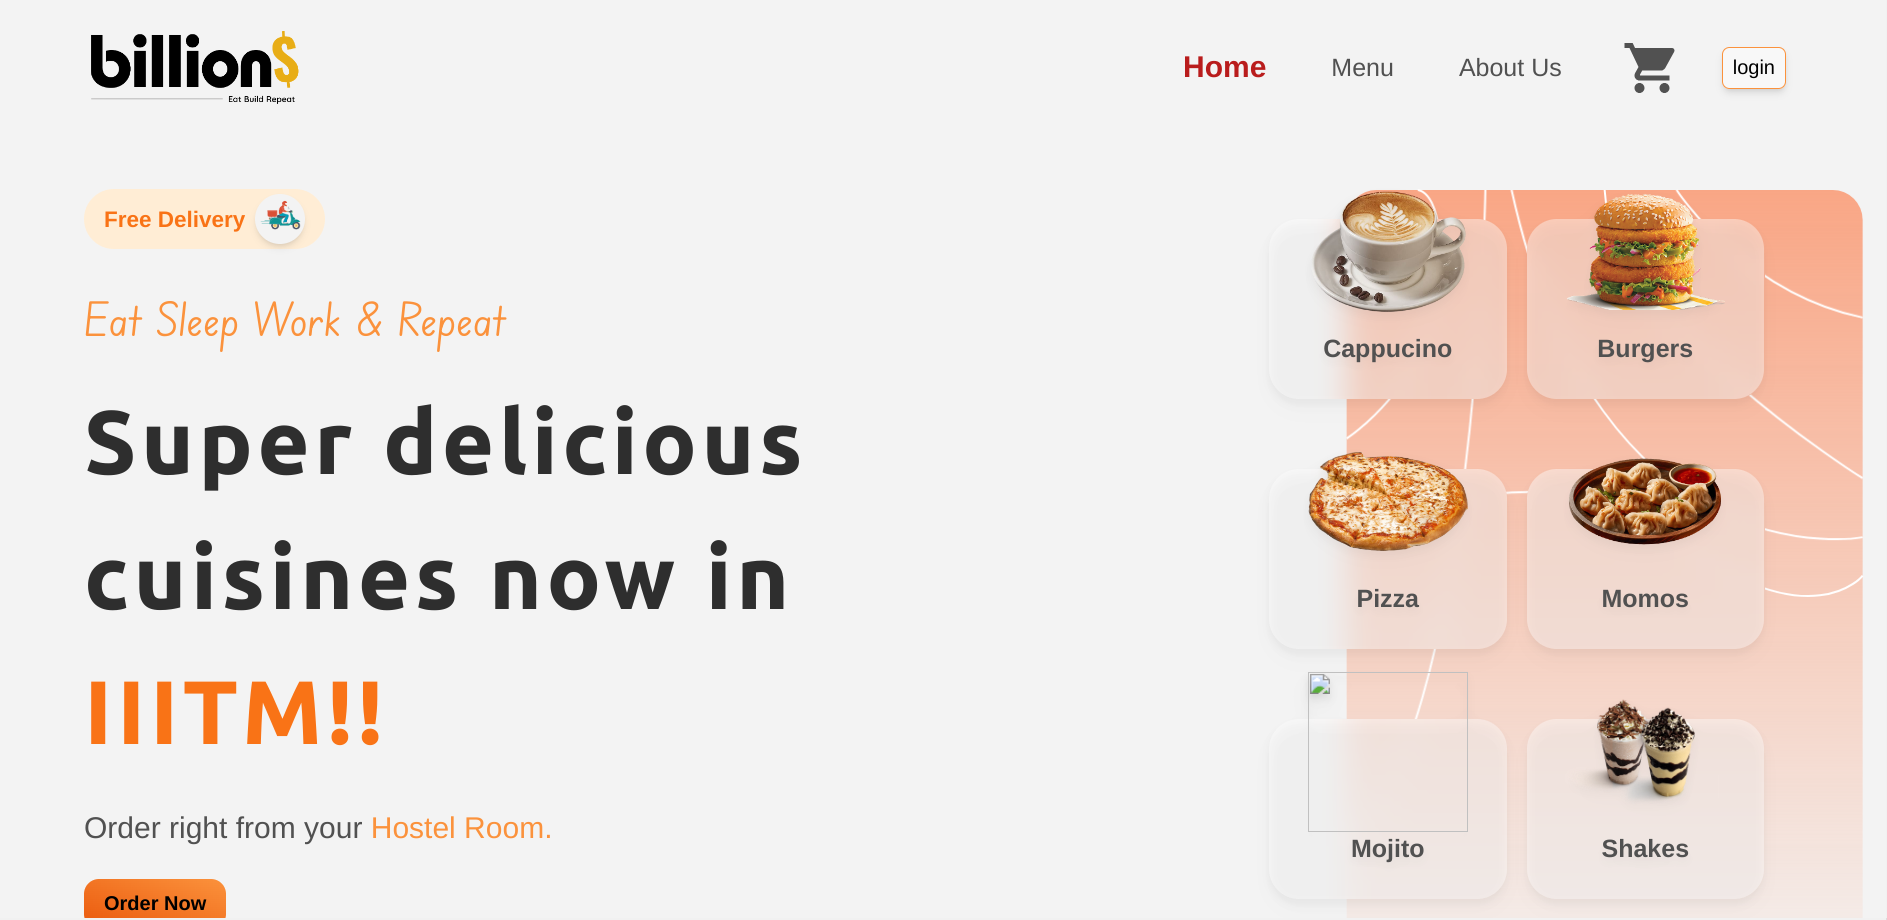 billion$
Eat Build Repeat
Home
Menu
About Us
login
Free Delivery
Eat Sleep Work & Repeat
Super delicious
cuisines now in
IIITM!!
Order right from your Hostel Room.
Order Now
Cappucino
Burgers
Pizza
Momos
Mojito
Shakes